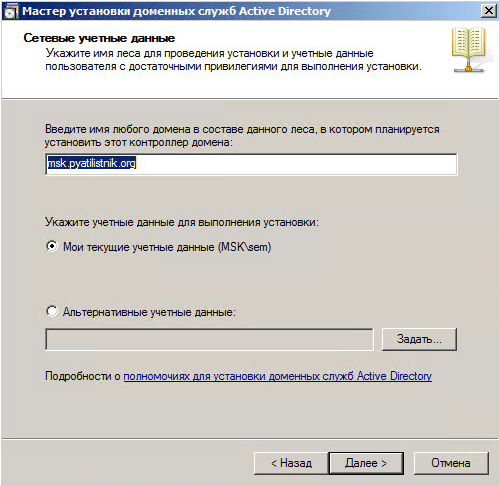 Мастер установки доменных служб Active Directory
Сетевые учетные данные
Укажите имя леса для проведения установки и учетные данные
пользователя с достаточными привилегиями для выполнения установки.
Введите имя любого домена в составе данного леса, в котором планируется
установить этот контроллер домена:
msk.pyatilistnik.org
Укажите учетные данные для выполнения установки:
Мои текущие учетные данные (MSK\sem)
Альтернативные учетные данные:
Задать...
Подробности о полномочиях для установки доменных служб Active Directory
< Назад
Далее >
Отмена